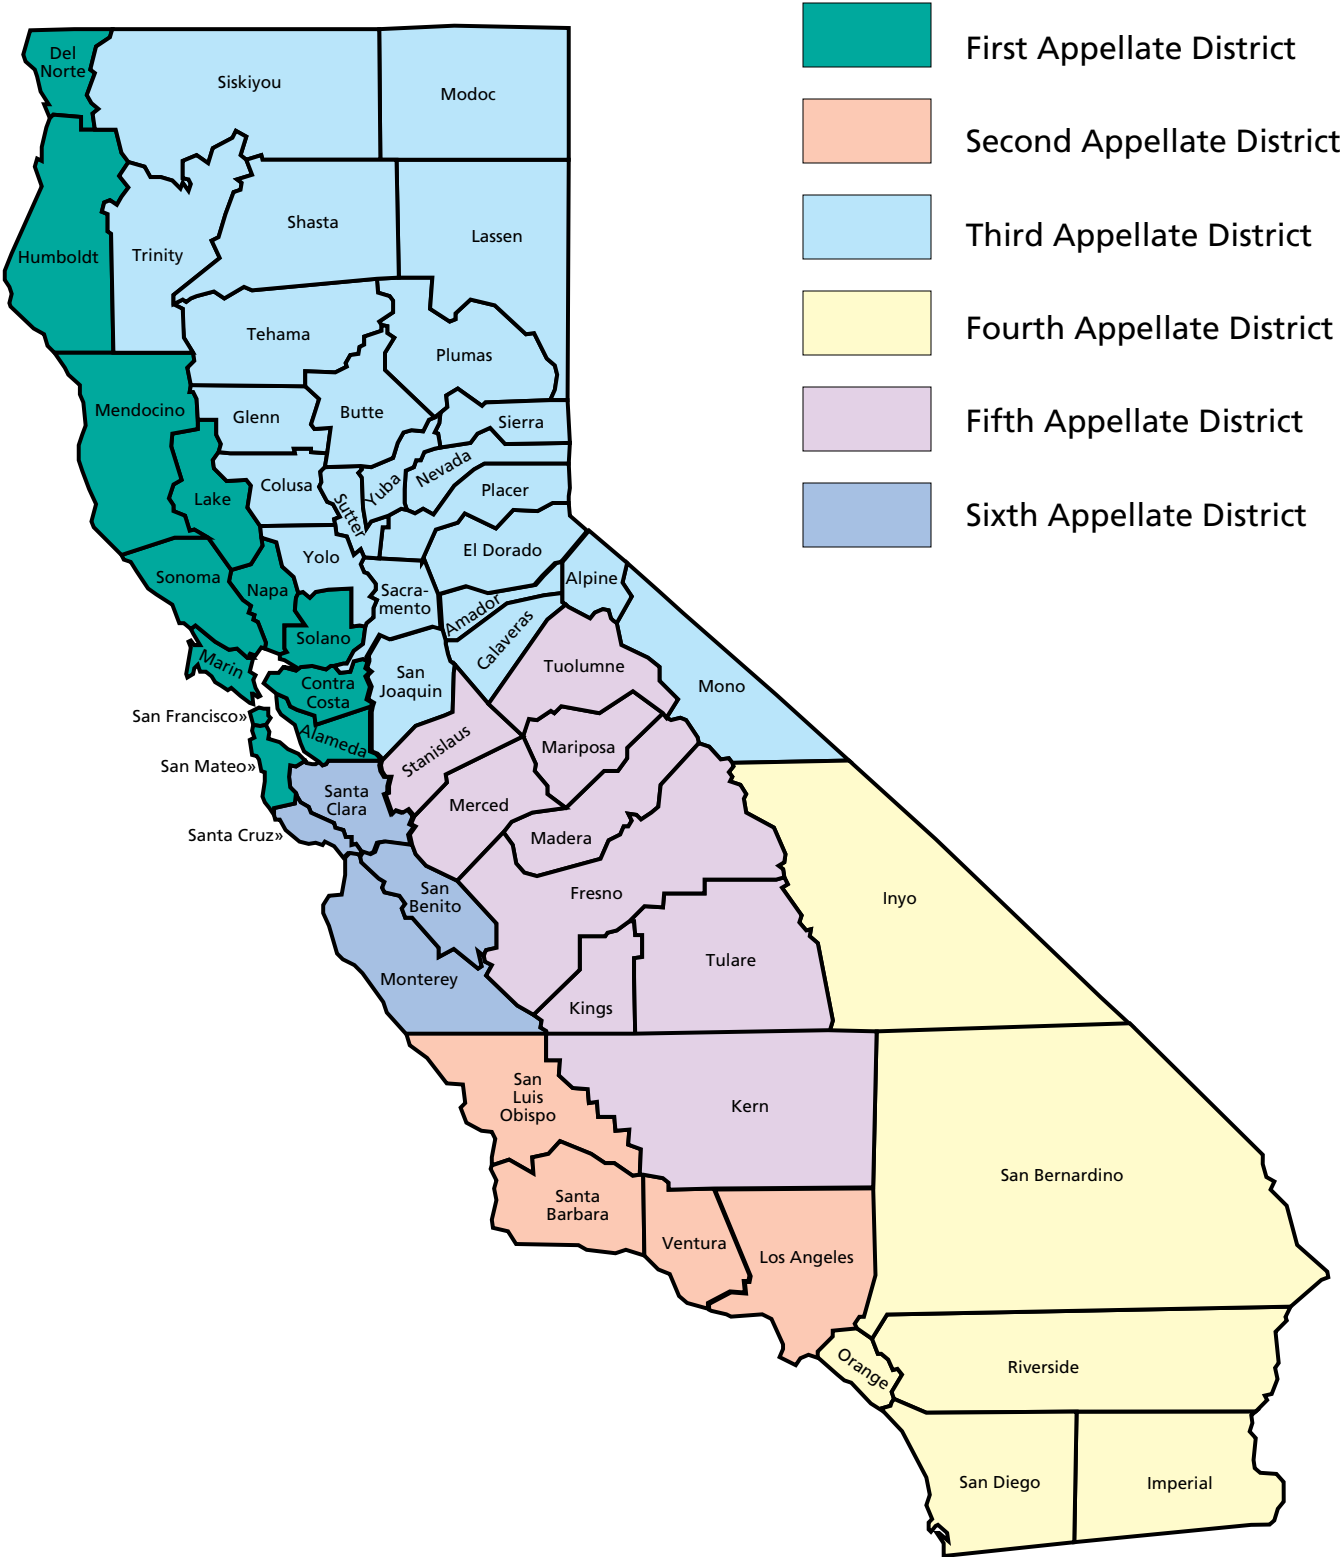 First Appellate District
Second Appellate District
Third Appellate District
Fourth Appellate District
Fifth Appellate District
Sixth Appellate District
Del
Norte
Siskiyou
Modoc
Humboldt
Trinity
Shasta
Lassen
Tehama
Plumas
Mendocino
Glenn
Butte
Sierra
Lake
Colusa
Sutter
Yuba
Nevada
Placer
Sonoma
Napa
Yolo
El Dorado
Alpine
Sacra-
mento
Amador
Calaveras
Solano
Marin
Contra
Costa
San
Joaquin
Tuolumne
Mono
San Francisco»
Alameda
Stanislaus
Mariposa
San Mateo»
Santa
Clara
Merced
Santa Cruz»
Madera
San
Benito
Fresno
Inyo
Monterey
Kings
Tulare
San
Luis
Obispo
Kern
San Bernardino
Santa
Barbara
Ventura
Los Angeles
Orange
Riverside
San Diego
Imperial